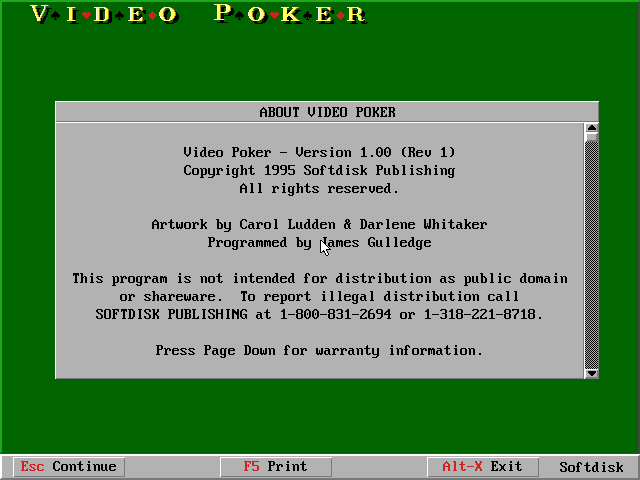 VIDEO POKER
ABOUT VIDEO POKER
Video Poker - Version 1.00 (Rev 1)
Copyright 1995 Softdisk Publishing
All rights reserved.
Artwork by Carol Ludden & Darlene Whitaker
Programmed by James Gulledge
This program is not intended for distribution as public domain
or shareware.  To report illegal distribution call
SOFTDISK PUBLISHING at 1-800-831-2694 or 1-318-221-8718.
Press Page Down for warranty information.
Esc Continue F5 Print Alt-X Exit Softdisk